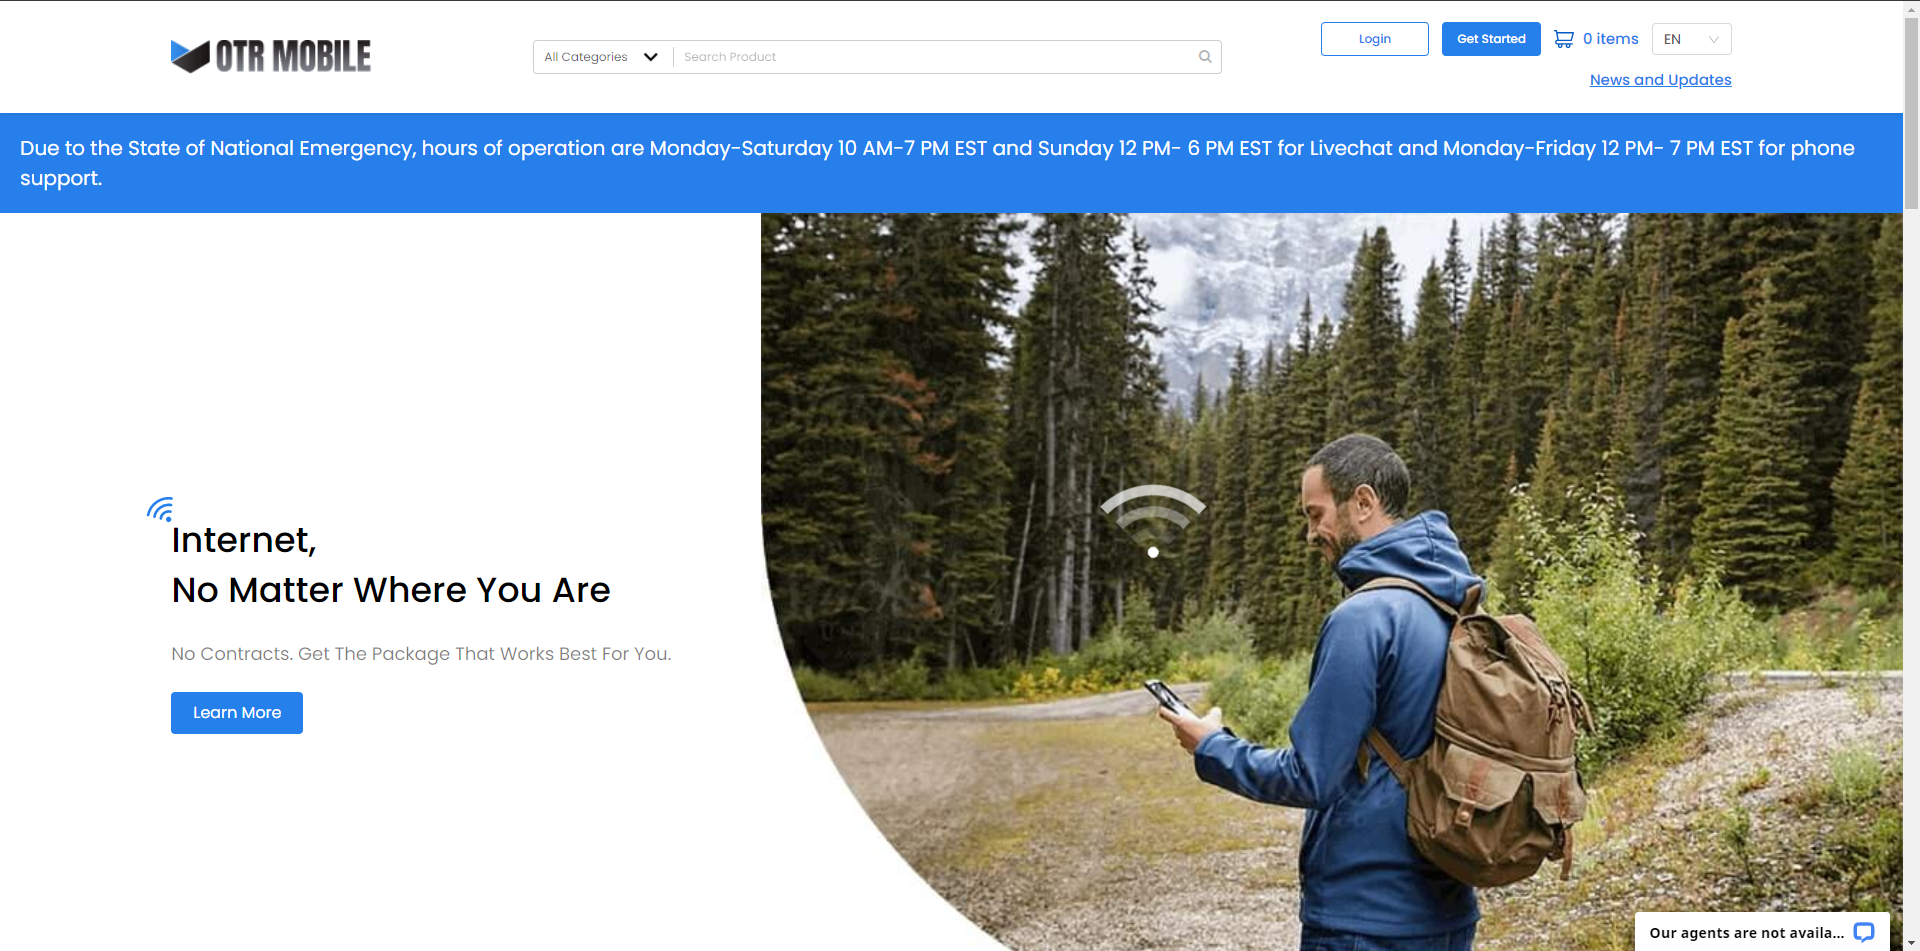 OTR MOBILE
All Categories
Search Product
Login
Get Started
0 items
EN
News and Updates
Due to the State of National Emergency, hours of operation are Monday-Saturday 10 AM-7 PM EST and Sunday 12 PM- 6 PM EST for Livechat and Monday-Friday 12 PM- 7 PM EST for phone
support.
Internet,
No Matter Where You Are
No Contracts. Get The Package That Works Best For You.
Learn More
Our agents are not availa...